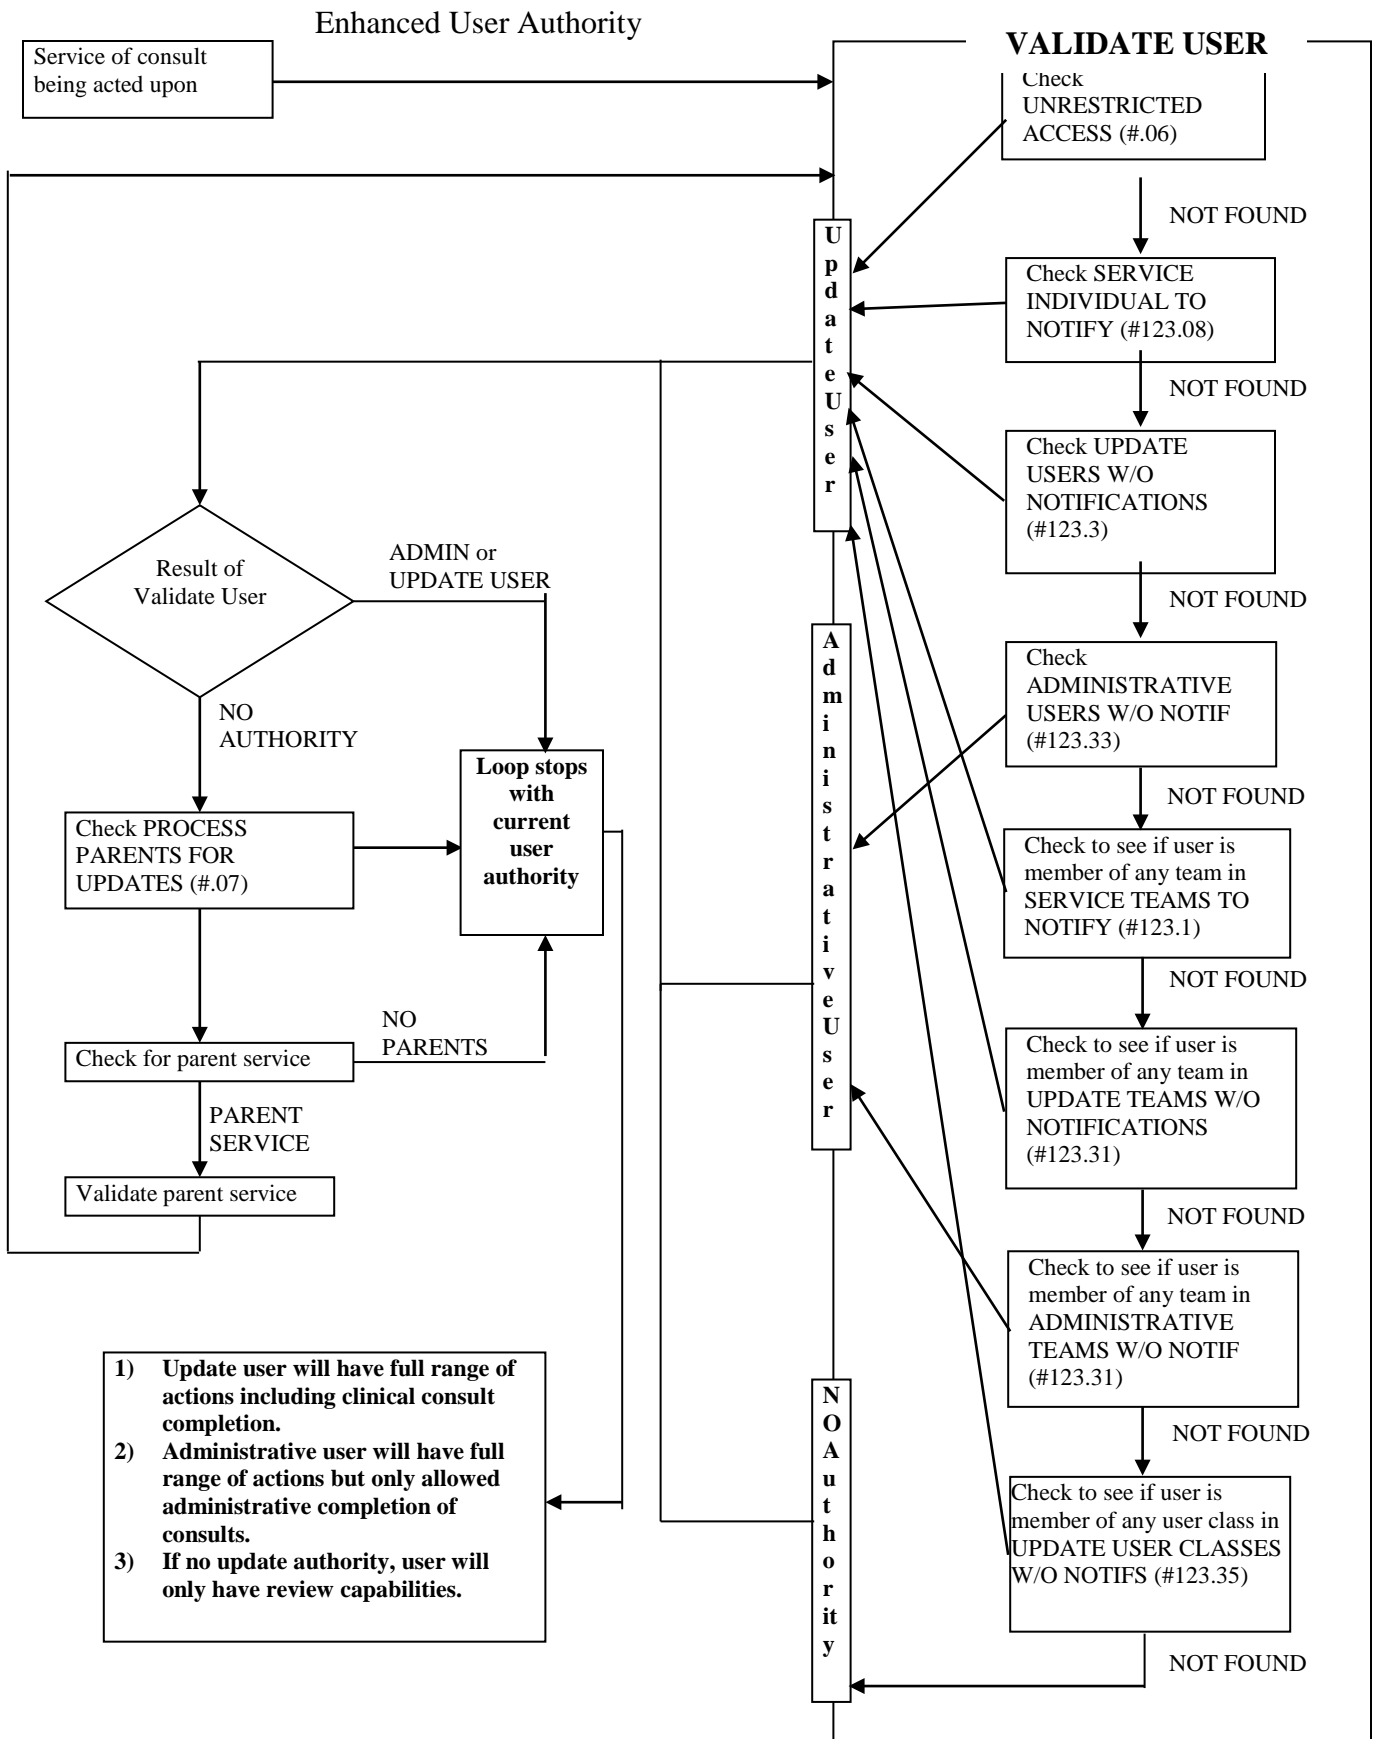 Enhanced User Authority
Service of consult
being acted upon
VALIDATE USER
Check
UNRESTRICTED
ACCESS (#.06)
NOT FOUND
Check SERVICE
INDIVIDUAL TO
NOTIFY (#123.08)
NOT FOUND
Check UPDATE
USERS W/O
NOTIFICATIONS
(#123.3)
NOT FOUND
Check
ADMINISTRATIVE
USERS W/O NOTIF
(#123.33)
NOT FOUND
Check to see if user is
member of any team in
SERVICE TEAMS TO
NOTIFY (#123.1)
NOT FOUND
Check to see if user is
member of any team in
UPDATE TEAMS W/O
NOTIFICATIONS
(#123.31)
NOT FOUND
Check to see if user is
member of any team in
ADMINISTRATIVE
TEAMS W/O NOTIF
(#123.31)
NOT FOUND
Check to see if user is
member of any user class in
UPDATE USER CLASSES
W/O NOTIFS (#123.35)
NOT FOUND
U
p
d
a
t
e
U
s
e
r
A
d
m
i
n
i
s
t
r
a
t
i
v
e
U
s
e
r
N
O
A
u
t
h
o
r
it
y
Result of
Validate User
ADMIN or
UPDATE USER
NO
AUTHORITY
Loop stops
with
current
user
authority
Check PROCESS
PARENTS FOR
UPDATES (#.07)
NO
PARENTS
Check for parent service
PARENT
SERVICE
Validate parent service
1) Update user will have full range of
actions including clinical consult
completion.
2) Administrative user will have full
range of actions but only allowed
administrative completion of
consults.
3) If no update authority, user will
only have review capabilities.